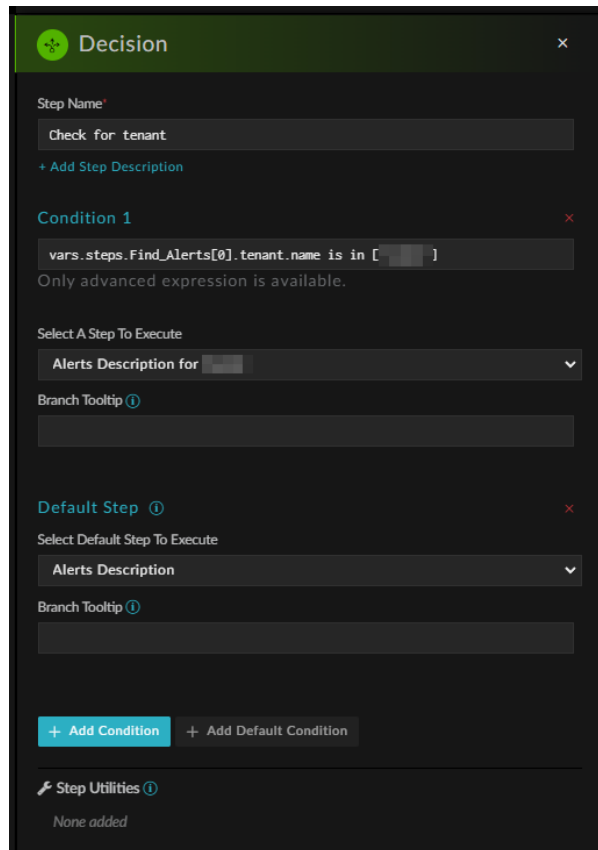 Decision
Step Name*
Check for tenant
+ Add Step Description
Condition 1
vars.steps.Find_Alerts[0].tenant.name is in [ ]
Only advanced expression is available.
Select A Step To Execute
Alerts Description for
Branch Tooltip
Default Step
Select Default Step To Execute
Alerts Description
Branch Tooltip
+ Add Condition + Add Default Condition
Step Utilities
None added